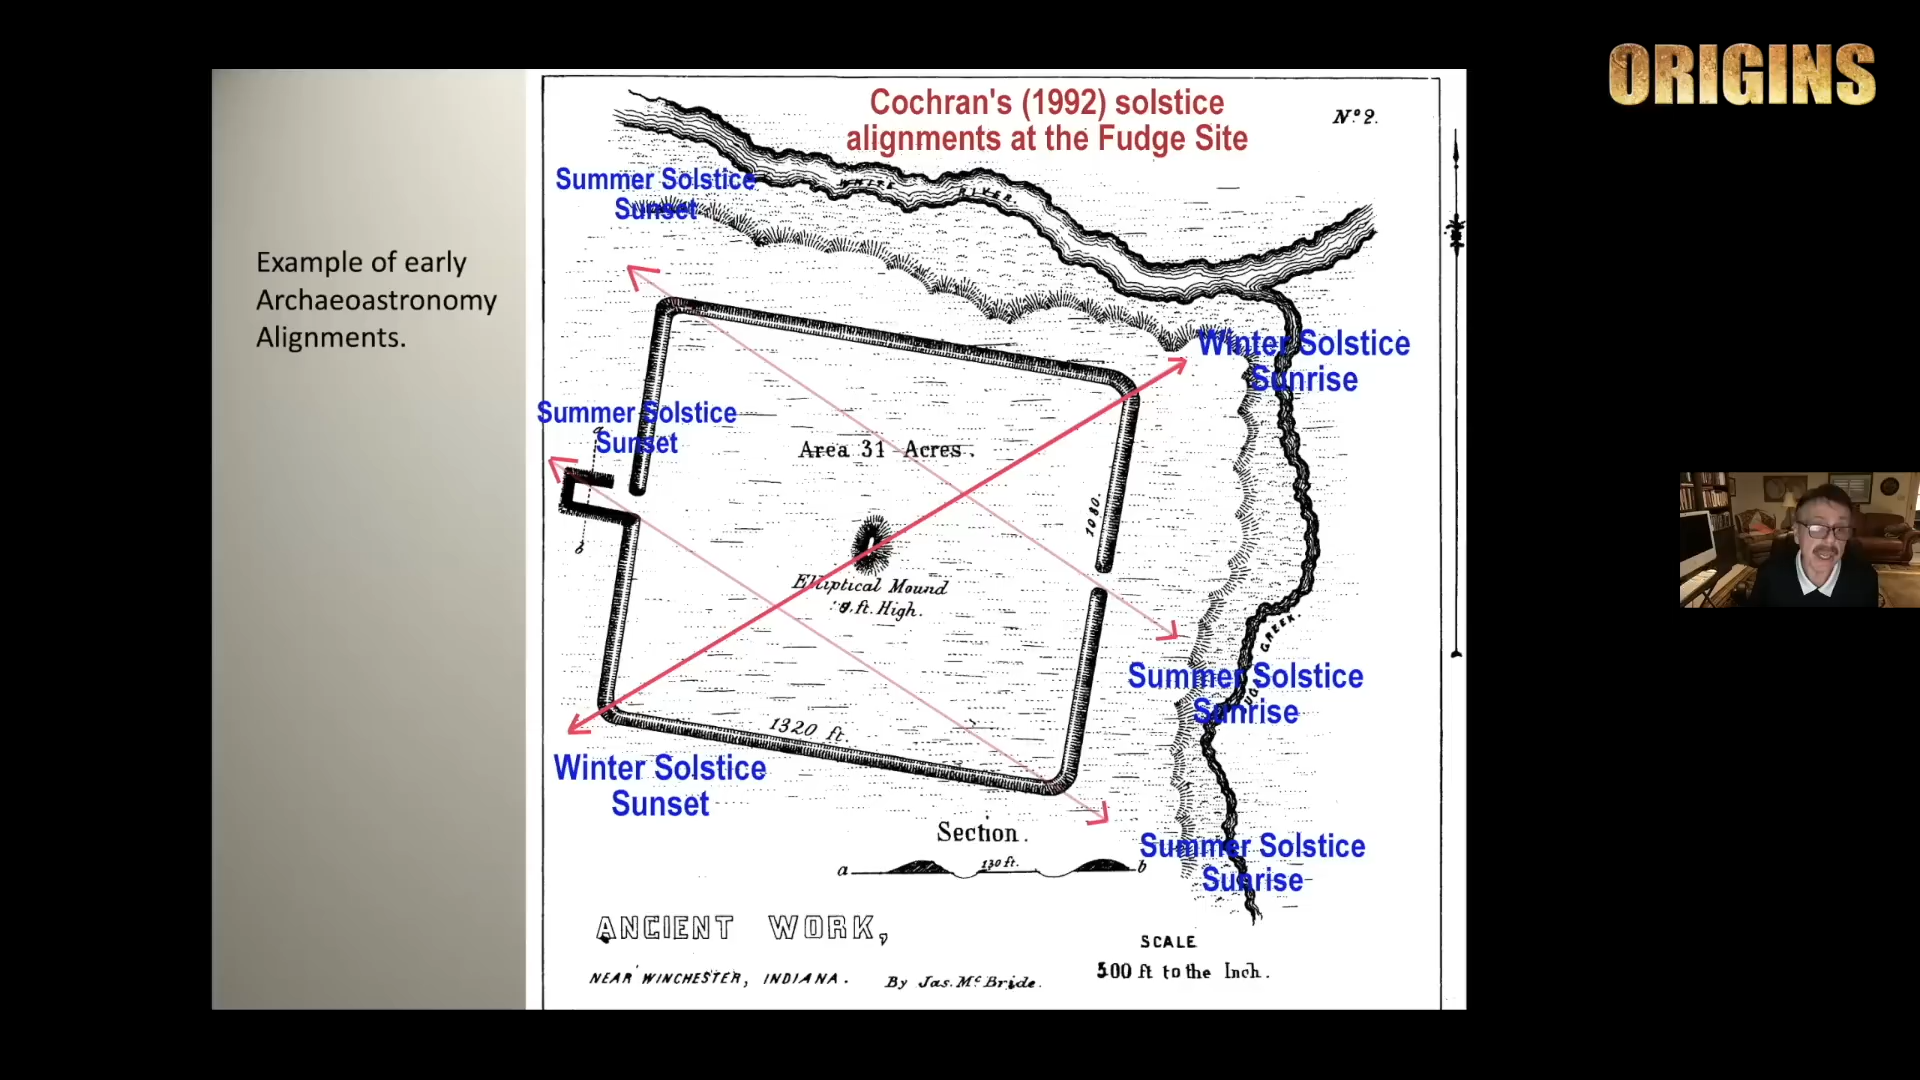 ORIGINS
Example of early
Archaeoastronomy
Alignments.
Cochran's (1992) solstice
alignments at the Fudge Site
Nº 2.
Summer Solstice
Sunset
WHITE RIVER.
Winter Solstice
Sunrise
Summer Solstice
Sunset
a
b
Area 31 Acres.
1080.
Elliptical Mound
9.ft. High.
CREEK.
Summer Solstice
Sunrise
1320 ft.
Winter Solstice
Sunset
Section.
a 130 ft. b
Summer Solstice
Sunrise
ANCIENT WORK,
NEAR WINCHESTER, INDIANA. By Jas. McBride.
SCALE
500 ft to the Inch.